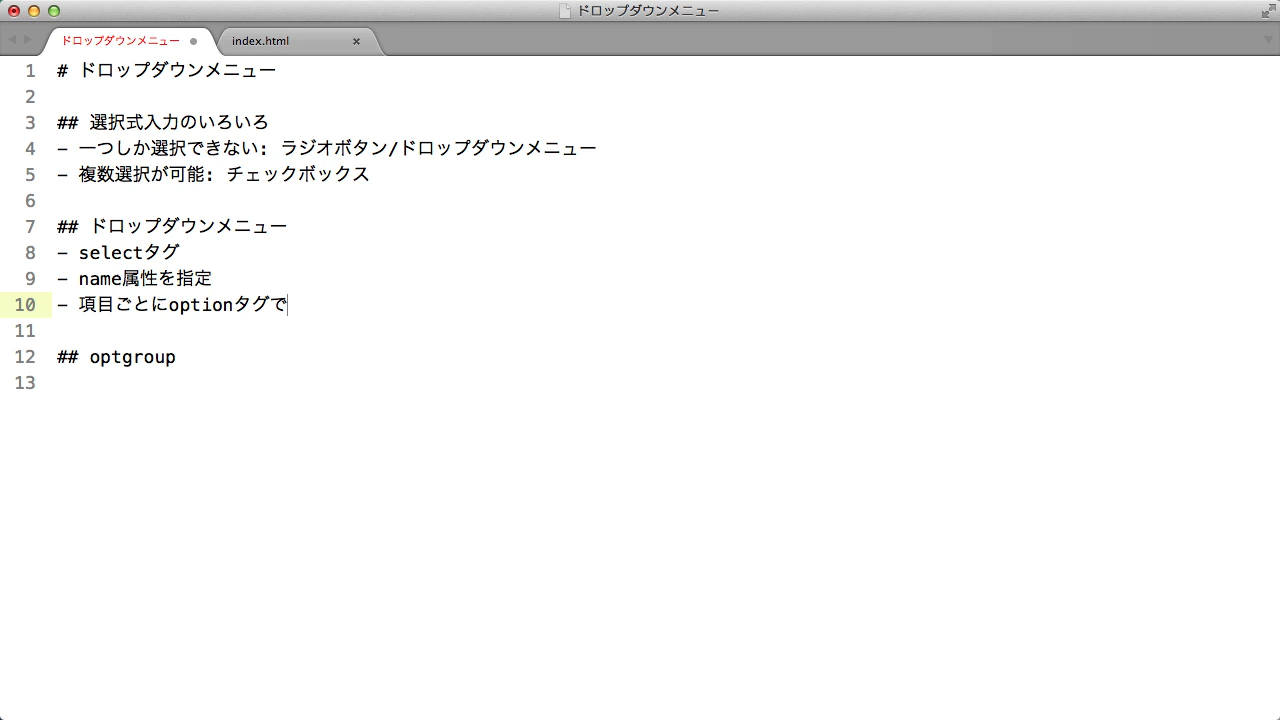 ドロップダウンメニュー
ドロップダウンメニュー
index.html
1 # ドロップダウンメニュー
2
3 ## 選択式入力のいろいろ
4 - 一つしか選択できない: ラジオボタン/ドロップダウンメニュー
5 - 複数選択が可能: チェックボックス
6
7 ## ドロップダウンメニュー
8 - selectタグ
9 - name属性を指定
10 - 項目ごとにoptionタグで
11
12 ## optgroup
13